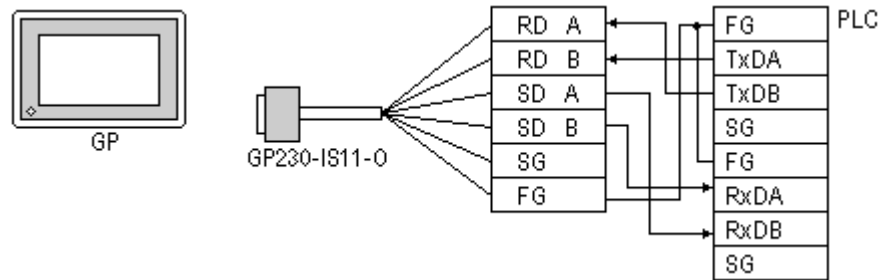 GP
GP230-IS11-O
RD A
RD B
SD A
SD B
SG
FG
PLC
FG
TxDA
TxDB
SG
FG
RxDA
RxDB
SG